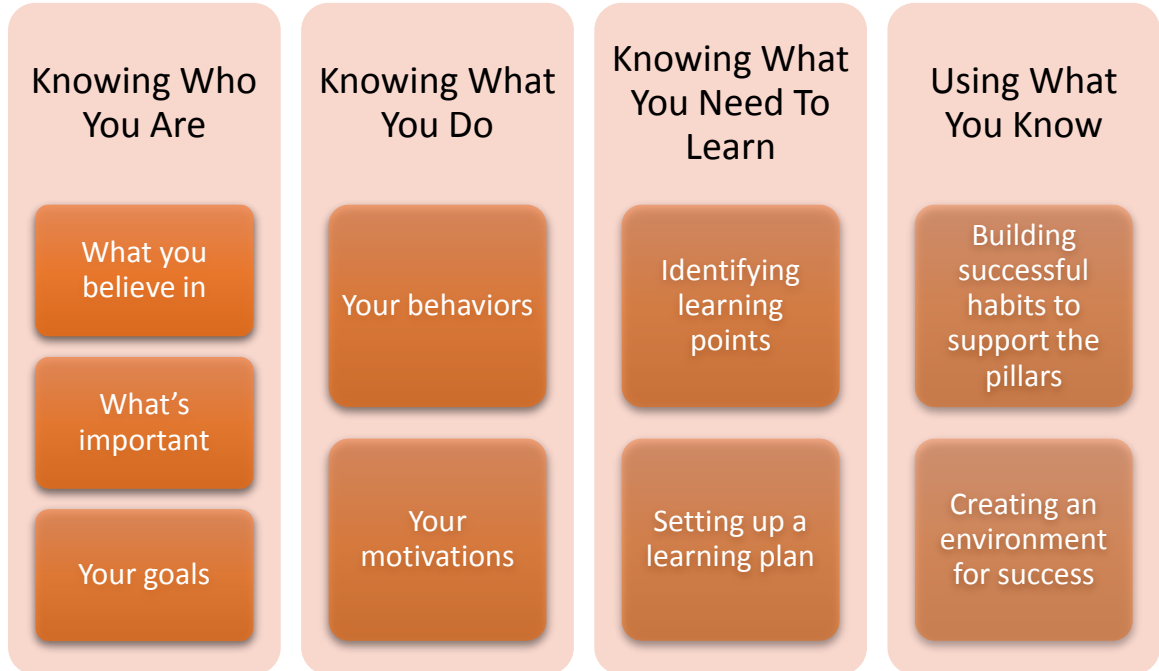 Knowing Who
You Are
What you
believe in
What’s
important
Your goals
Knowing What
You Do
Your behaviors
Your
motivations
Knowing What
You Need To
Learn
Identifying
learning
points
Setting up a
learning plan
Using What
You Know
Building
successful
habits to
support the
pillars
Creating an
environment
for success